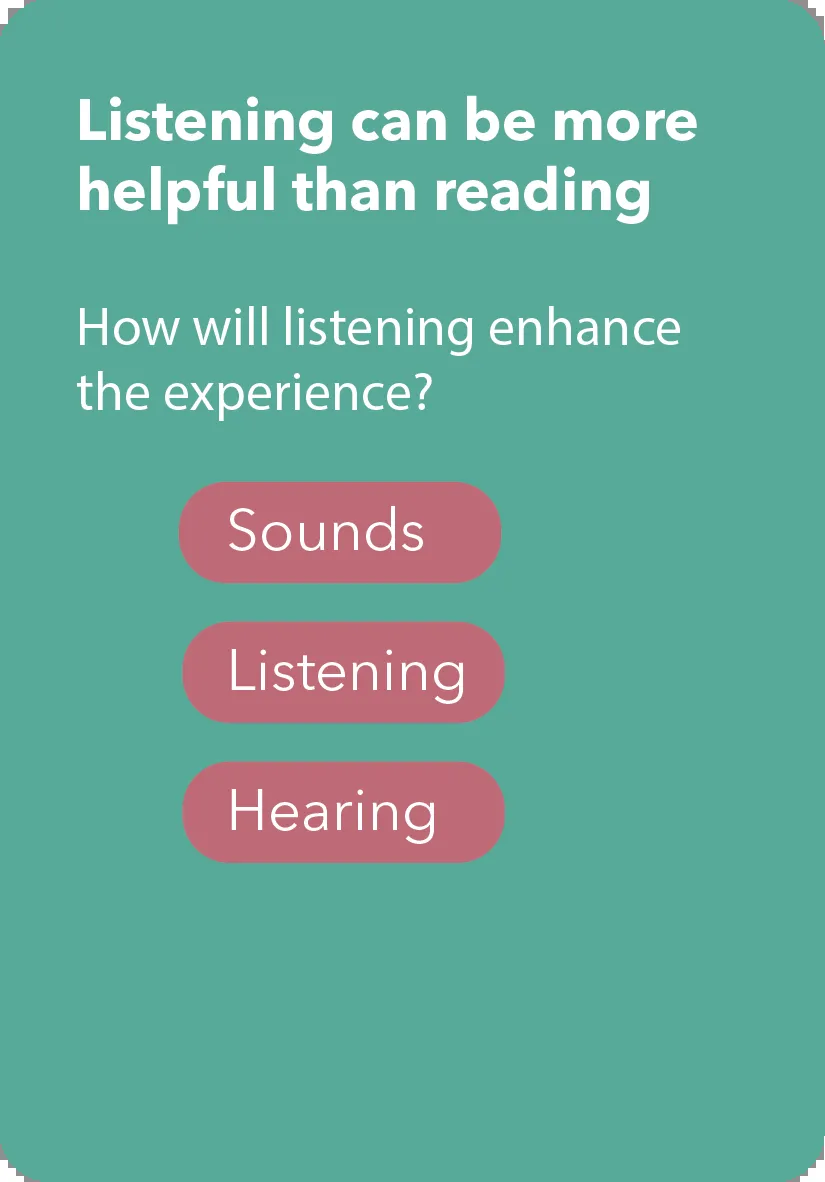 Listening can be more
helpful than reading
How will listening enhance
the experience?
Sounds
Listening
Hearing